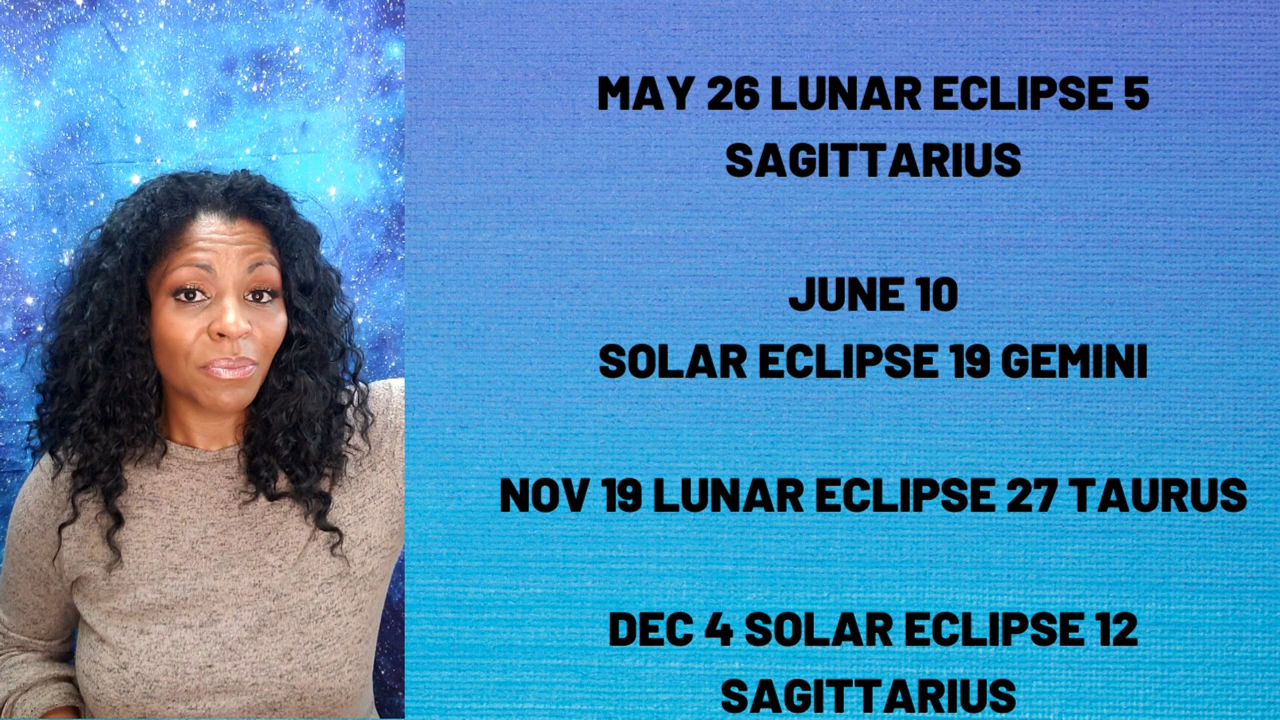 MAY 26 LUNAR ECLIPSE 5
SAGITTARIUS
JUNE 10
SOLAR ECLIPSE 19 GEMINI
NOV 19 LUNAR ECLIPSE 27 TAURUS
DEC 4 SOLAR ECLIPSE 12
SAGITTARIUS